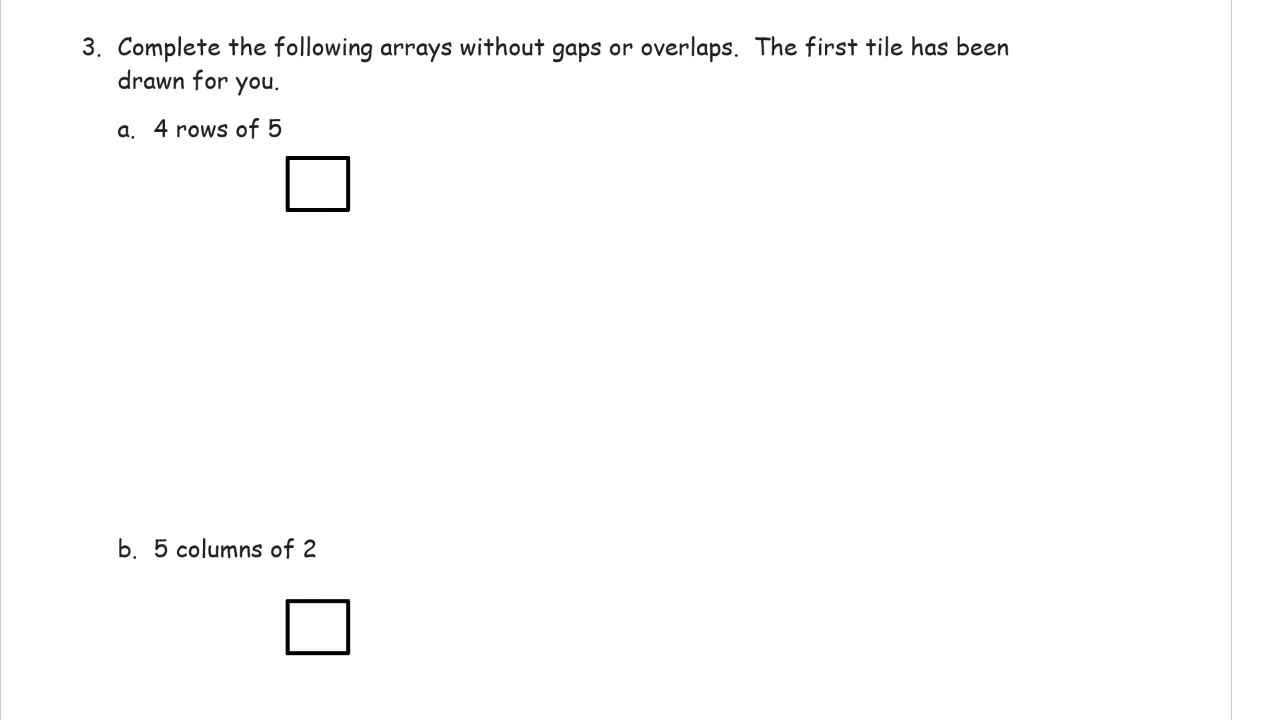 3. Complete the following arrays without gaps or overlaps. The first tile has been
drawn for you.
a. 4 rows of 5
b. 5 columns of 2